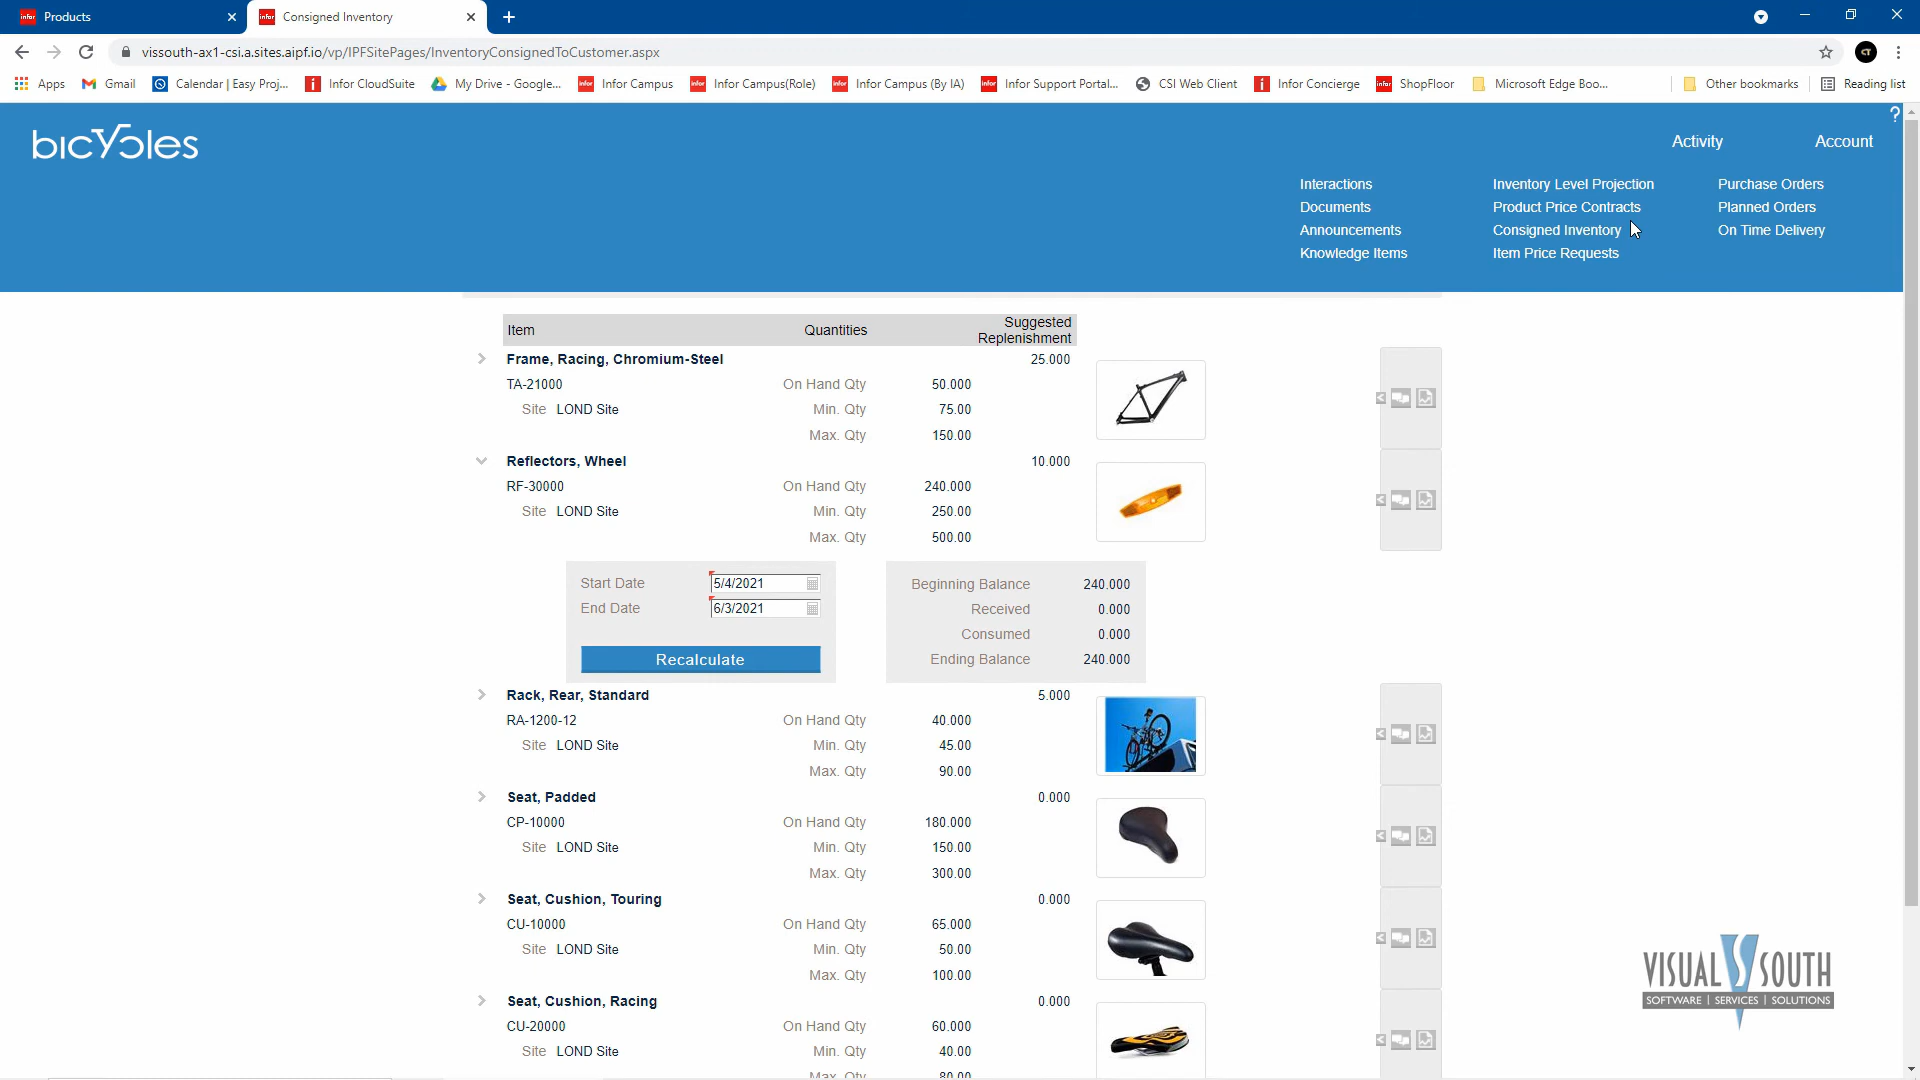 infor Products
infor Consigned Inventory
vissouth-ax1-csi.a.sites.aipf.io/vp/IPFSitePages/InventoryConsignedToCustomer.aspx
CT
Apps
Gmail
Calendar | Easy Proj...
Infor CloudSuite
My Drive - Google...
infor Infor Campus
infor Infor Campus(Role)
infor Infor Campus (By IA)
infor Infor Support Portal...
CSI Web Client
Infor Concierge
infor ShopFloor
Microsoft Edge Boo...
Other bookmarks
Reading list
bicycles
?
Activity
Account
Interactions
Documents
Announcements
Knowledge Items
Inventory Level Projection
Product Price Contracts
Consigned Inventory
Item Price Requests
Purchase Orders
Planned Orders
On Time Delivery
Item Quantities Suggested Replenishment
Frame, Racing, Chromium-Steel 25.000
TA-21000 On Hand Qty 50.000
Site LOND Site Min. Qty 75.00
Max. Qty 150.00
Reflectors, Wheel 10.000
RF-30000 On Hand Qty 240.000
Site LOND Site Min. Qty 250.00
Max. Qty 500.00
Start Date 5/4/2021
End Date 6/3/2021
Recalculate
Beginning Balance 240.000
Received 0.000
Consumed 0.000
Ending Balance 240.000
Rack, Rear, Standard 5.000
RA-1200-12 On Hand Qty 40.000
Site LOND Site Min. Qty 45.00
Max. Qty 90.00
Seat, Padded 0.000
CP-10000 On Hand Qty 180.000
Site LOND Site Min. Qty 150.00
Max. Qty 300.00
Seat, Cushion, Touring 0.000
CU-10000 On Hand Qty 65.000
Site LOND Site Min. Qty 50.00
Max. Qty 100.00
Seat, Cushion, Racing 0.000
CU-20000 On Hand Qty 60.000
Site LOND Site Min. Qty 40.00
Max. Qty 80.00
VISUAL SOUTH
SOFTWARE | SERVICES | SOLUTIONS